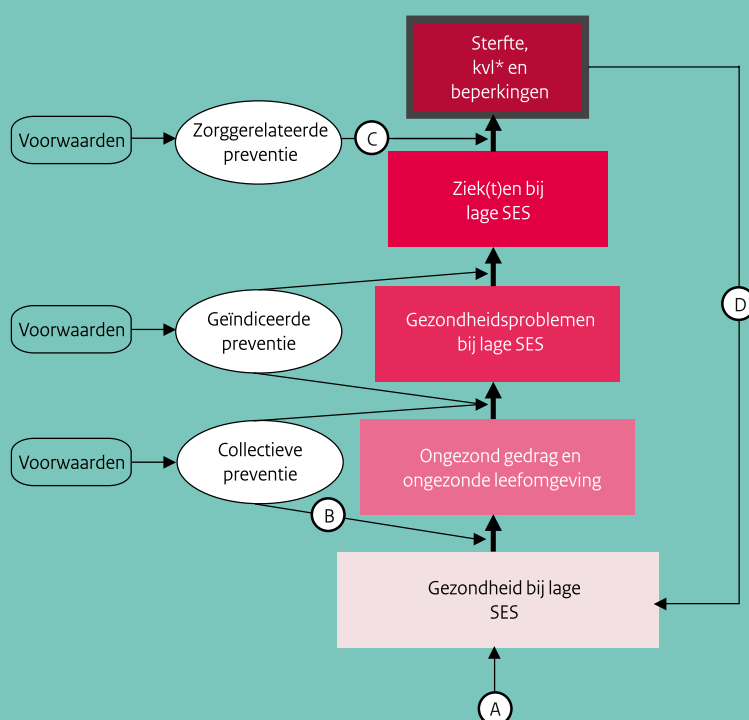 Sterfte,
kvl* en
beperkingen
Voorwaarden
Zorggerelateerde
preventie
C
Ziek(t)en bij
lage SES
Voorwaarden
Geïndiceerde
preventie
Gezondheidsproblemen
bij lage SES
D
Voorwaarden
Collectieve
preventie
Ongezond gedrag en
ongezonde leefomgeving
B
Gezondheid bij lage
SES
A